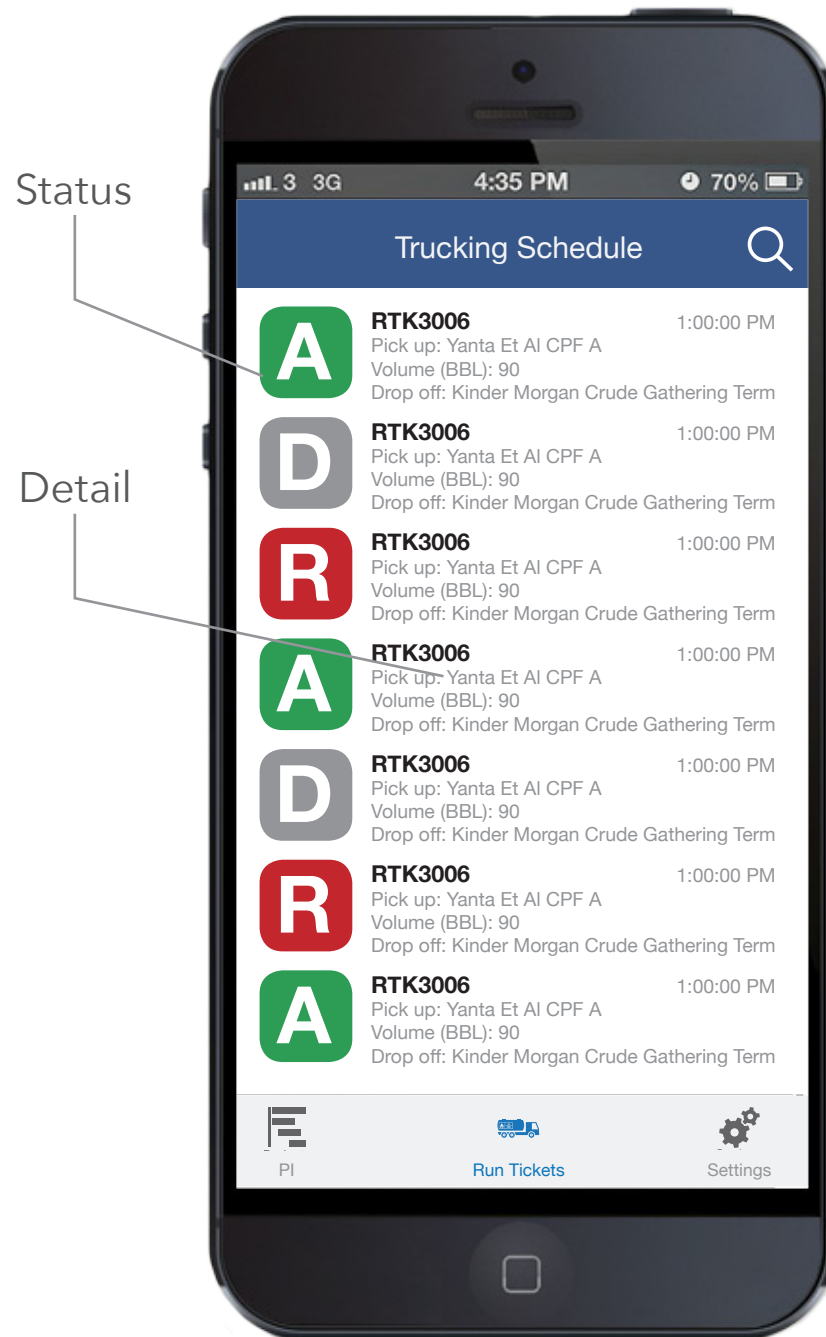 Status
Detail
3 3G 4:35 PM 70%
Trucking Schedule
A
RTK3006 1:00:00 PM
Pick up: Yanta Et Al CPF A
Volume (BBL): 90
Drop off: Kinder Morgan Crude Gathering Term
D
RTK3006 1:00:00 PM
Pick up: Yanta Et Al CPF A
Volume (BBL): 90
Drop off: Kinder Morgan Crude Gathering Term
R
RTK3006 1:00:00 PM
Pick up: Yanta Et Al CPF A
Volume (BBL): 90
Drop off: Kinder Morgan Crude Gathering Term
A
RTK3006 1:00:00 PM
Pick up: Yanta Et Al CPF A
Volume (BBL): 90
Drop off: Kinder Morgan Crude Gathering Term
D
RTK3006 1:00:00 PM
Pick up: Yanta Et Al CPF A
Volume (BBL): 90
Drop off: Kinder Morgan Crude Gathering Term
R
RTK3006 1:00:00 PM
Pick up: Yanta Et Al CPF A
Volume (BBL): 90
Drop off: Kinder Morgan Crude Gathering Term
A
RTK3006 1:00:00 PM
Pick up: Yanta Et Al CPF A
Volume (BBL): 90
Drop off: Kinder Morgan Crude Gathering Term
PI Run Tickets Settings